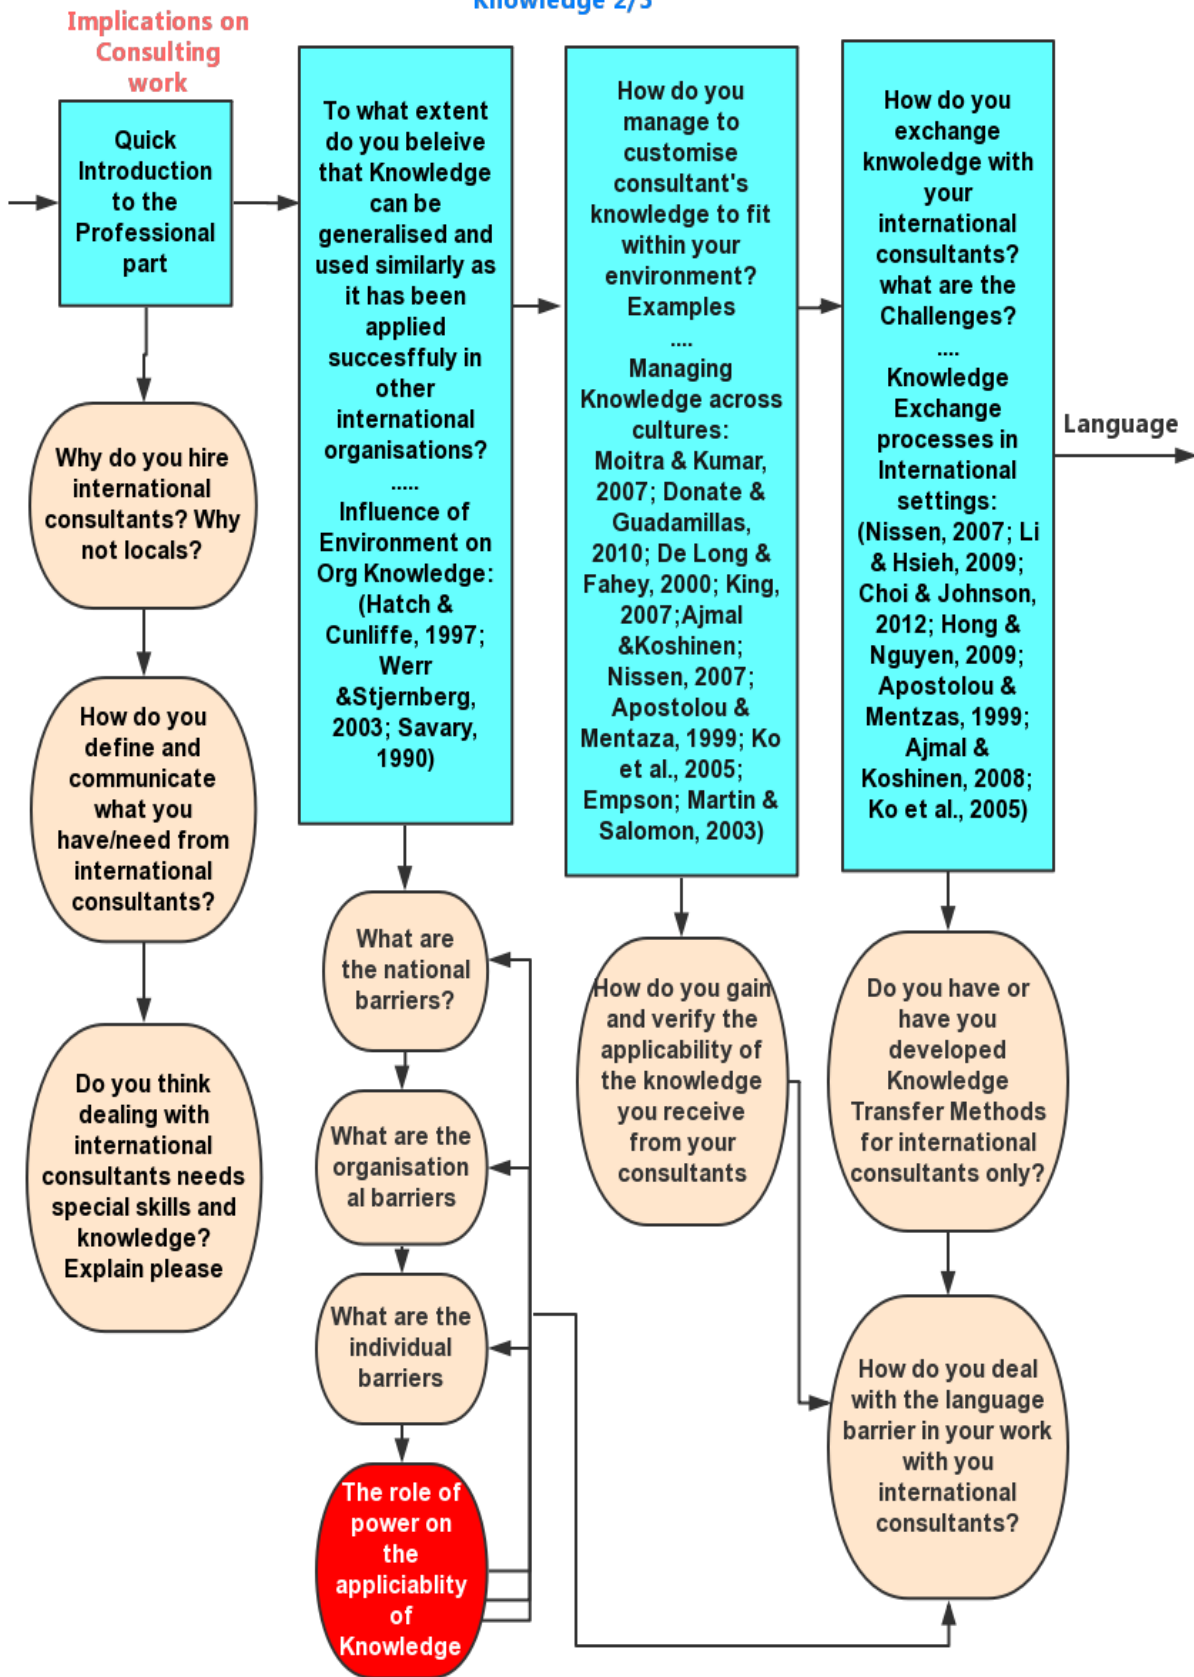 Knowledge 2/3
Implications on
Consulting
work
Quick
Introduction
to the
Professional
part
Why do you hire
international
consultants? Why
not locals?
How do you
define and
communicate
what you
have/need from
international
consultants?
Do you think
dealing with
international
consultants needs
special skills and
knowledge?
Explain please
To what extent
do you beleive
that Knowledge
can be
generalised and
used similarly as
it has been
applied
succesffuly in
other
international
organisations?
.....
Influence of
Environment on
Org Knowledge:
(Hatch &
Cunliffe, 1997;
Werr
&Stjernberg,
2003; Savary,
1990)
What are
the national
barriers?
What are the
organisation
al barriers
What are the
individual
barriers
The role of
power on
the
appliciablity
of
Knowledge
How do you
manage to
customise
consultant's
knowledge to fit
within your
environment?
Examples
....
Managing
Knowledge across
cultures:
Moitra & Kumar,
2007; Donate &
Guadamillas,
2010; De Long &
Fahey, 2000; King,
2007;Ajmal
&Koshinen;
Nissen, 2007;
Apostolou &
Mentaza, 1999; Ko
et al., 2005;
Empson; Martin &
Salomon, 2003)
How do you gain
and verify the
applicability of
the knowledge
you receive
from your
consultants
How do you
exchange
knwoledge with
your
international
consultants?
what are the
Challenges?
....
Knowledge
Exchange
processes in
International
settings:
(Nissen, 2007; Li
& Hsieh, 2009;
Choi & Johnson,
2012; Hong &
Nguyen, 2009;
Apostolou &
Mentzas, 1999;
Ajmal &
Koshinen, 2008;
Ko et al., 2005)
Language
Do you have or
have you
developed
Knowledge
Transfer Methods
for international
consultants only?
How do you deal
with the language
barrier in your work
with you
international
consultants?